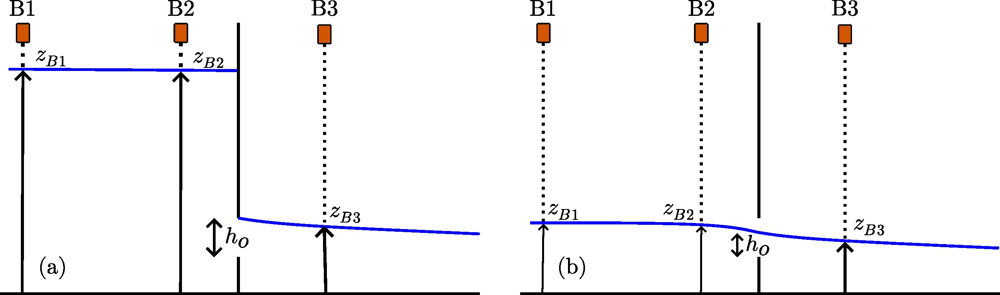 B1 B2 B3 B1 B2 B3
z_{B1} z_{B2}
z_{B1} z_{B2}
z_{B3} z_{B3}
h_O h_O
(a) (b)